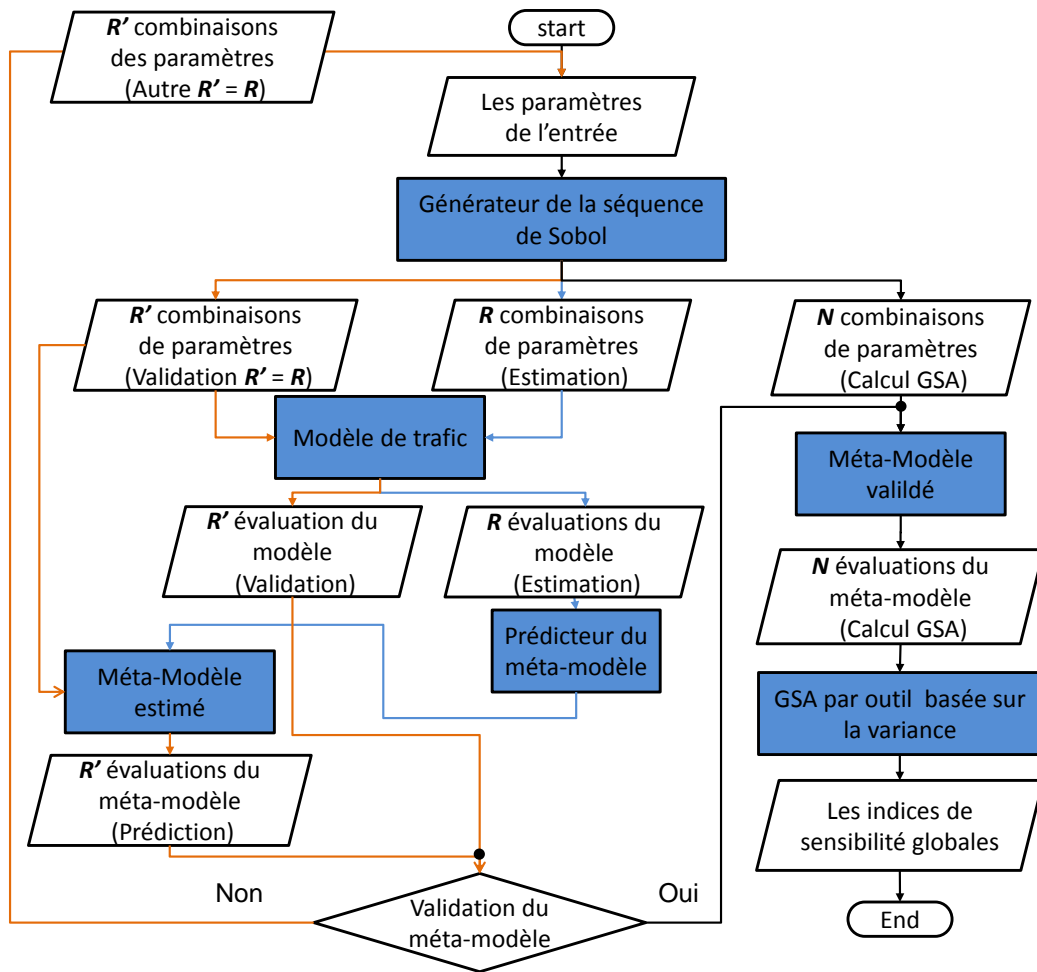 R’ combinaisons
des paramètres
(Autre R’ = R)
start
Les paramètres
de l’entrée
Générateur de la séquence
de Sobol
R’ combinaisons
de paramètres
(Validation R’ = R)
R combinaisons
de paramètres
(Estimation)
N combinaisons
de paramètres
(Calcul GSA)
Modèle de trafic
Méta-Modèle
valildé
R’ évaluation du
modèle
(Validation)
R évaluations du
modèle
(Estimation)
N évaluations du
méta-modèle
(Calcul GSA)
Prédicteur du
méta-modèle
Méta-Modèle
estimé
GSA par outil basée sur
la variance
R’ évaluations du
méta-modèle
(Prédiction)
Les indices de
sensibilité globales
Non
Oui
Validation du
méta-modèle
End